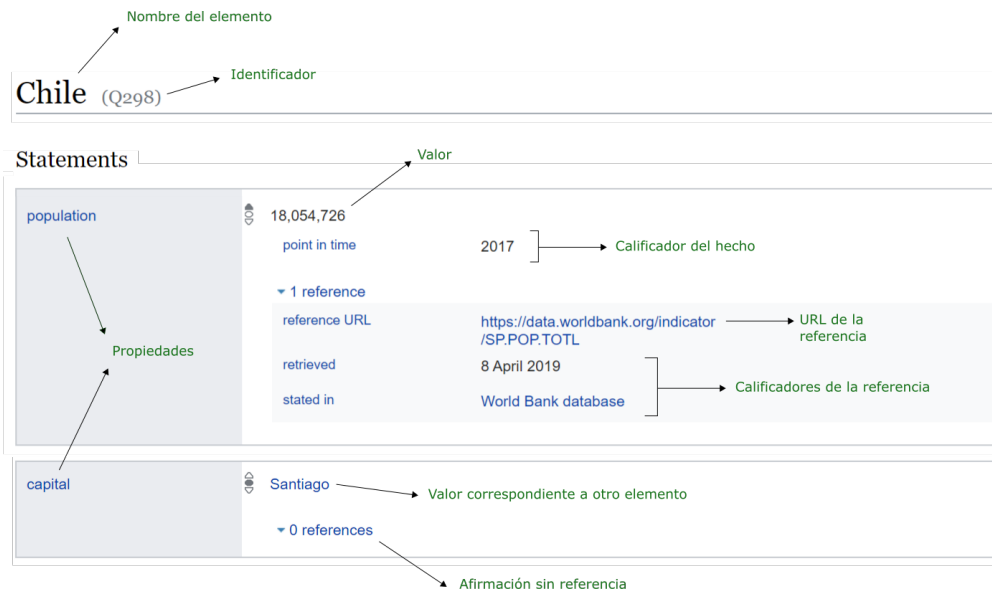 Nombre del elemento
Identificador
Chile (Q298)
Statements
Valor
population
18,054,726
point in time
2017
Calificador del hecho
1 reference
reference URL
https://data.worldbank.org/indicator
/SP.POP.TOTL
URL de la
referencia
Propiedades
retrieved
8 April 2019
Calificadores de la referencia
stated in
World Bank database
capital
Santiago
Valor correspondiente a otro elemento
0 references
Afirmación sin referencia